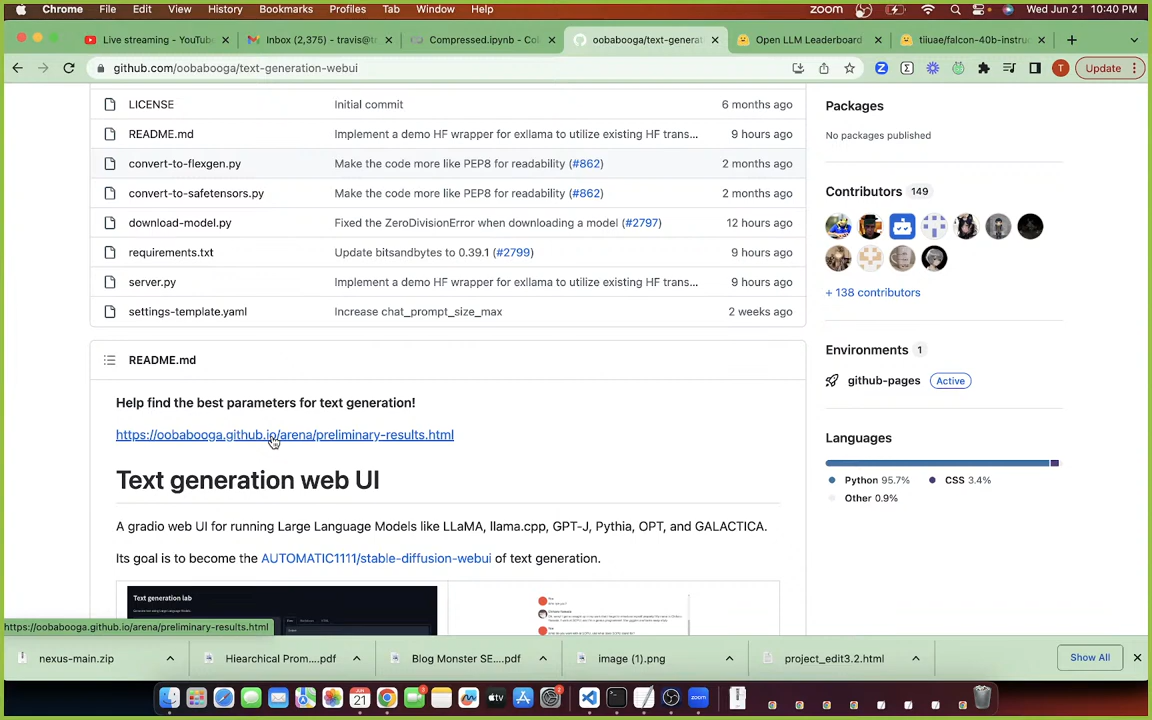 Chrome File Edit View History Bookmarks Profiles Tab Window Help zoom Wed Jun 21 10:40 PM
Live streaming - YouTube Inbox (2,375) - travis@tr Compressed.ipynb - Col oobabooga/text-generat Open LLM Leaderboard tiiuae/falcon-40b-instruc
github.com/oobabooga/text-generation-webui T Update
LICENSE Initial commit 6 months ago
README.md Implement a demo HF wrapper for exllama to utilize existing HF trans... 9 hours ago
convert-to-flexgen.py Make the code more like PEP8 for readability (#862) 2 months ago
convert-to-safetensors.py Make the code more like PEP8 for readability (#862) 2 months ago
download-model.py Fixed the ZeroDivisionError when downloading a model (#2797) 12 hours ago
requirements.txt Update bitsandbytes to 0.39.1 (#2799) 9 hours ago
server.py Implement a demo HF wrapper for exllama to utilize existing HF trans... 9 hours ago
settings-template.yaml Increase chat_prompt_size_max 2 weeks ago
README.md
Help find the best parameters for text generation!
https://oobabooga.github.io/arena/preliminary-results.html
Text generation web UI
A gradio web UI for running Large Language Models like LLaMA, llama.cpp, GPT-J, Pythia, OPT, and GALACTICA.
Its goal is to become the AUTOMATIC1111/stable-diffusion-webui of text generation.
Text generation lab
Packages
No packages published
Contributors 149
+ 138 contributors
Environments 1
github-pages Active
Languages
Python 95.7% CSS 3.4%
Other 0.9%
https://oobabooga.github.io/arena/preliminary-results.html
nexus-main.zip Hiearchical Prom....pdf Blog Monster SE....pdf image (1).png project_edit3.2.html Show All
JUN
21
3
tv
zoom